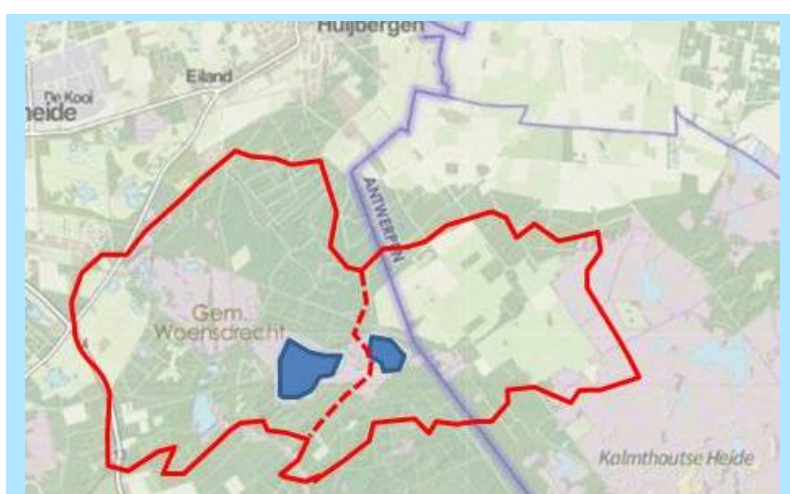 Huijbergen
Eiland
De Kooi
heide
ANTWERPEN
Gem.
Woensdrecht
Kalmthoutse Heide